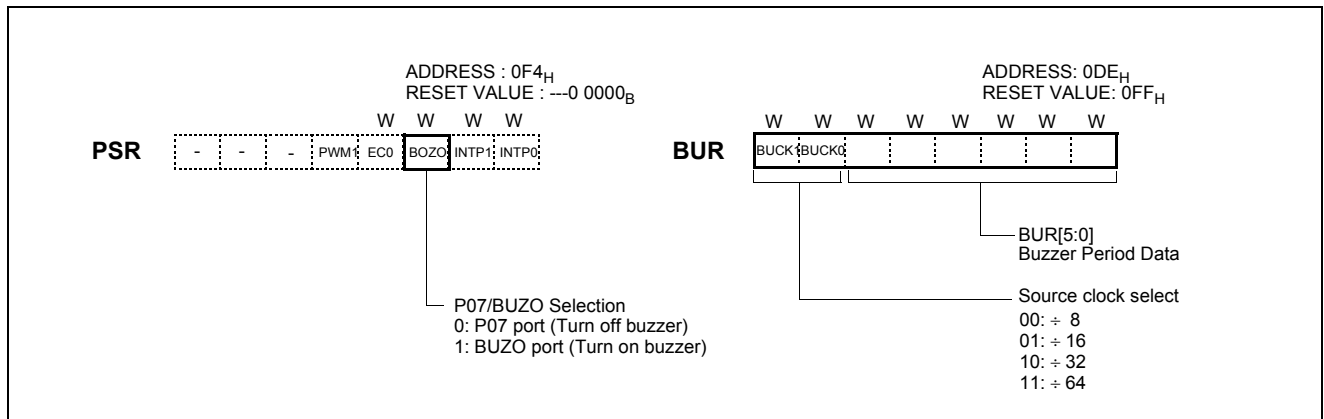 ADDRESS : 0F4H
RESET VALUE : ---0 0000B
W W W W
PSR - - - PWM1 EC0 BOZO INTP1 INTP0
P07/BUZO Selection
0: P07 port (Turn off buzzer)
1: BUZO port (Turn on buzzer)
ADDRESS: 0DEH
RESET VALUE: 0FFH
W W W W W W W W
BUR BUCK1 BUCK0
BUR[5:0]
Buzzer Period Data
Source clock select
00: ÷ 8
01: ÷ 16
10: ÷ 32
11: ÷ 64